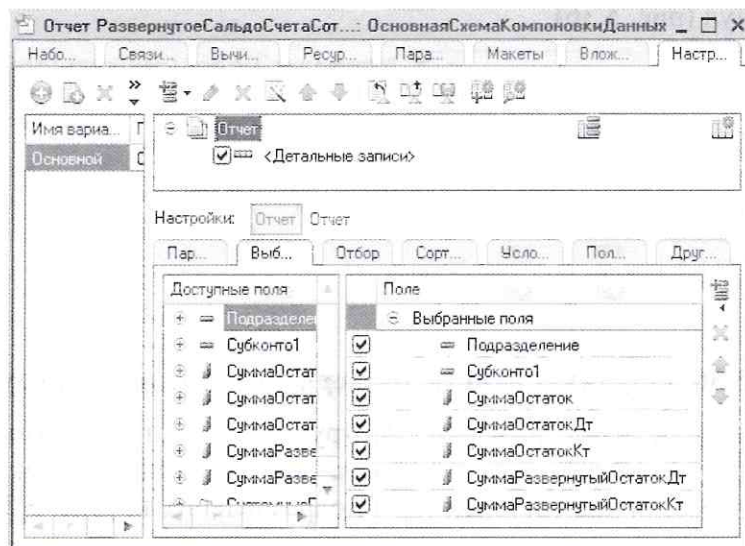 Отчет РазвернутоеСальдоСчетаСот...: ОсновнаяСхемаКомпоновкиДанных
Набо... Связи... Вычи... Ресур... Пара... Макеты Влож... Настр...
Имя вариа... Отчет
Основной <Детальные записи>
Настройки: Отчет Отчет
Пар... Выб... Отбор Сорт... Усло... Пол... Друг...
Доступные поля Поле
Подразделе Выбранные поля
Субконто1 Подразделение
СуммаОстат Субконто1
СуммаОстат СуммаОстаток
СуммаОстат СуммаОстатокДт
СуммаРазве СуммаОстатокКт
СуммаРазве СуммаРазвернутыйОстатокДт
СуммаРазвернутыйОстатокКт